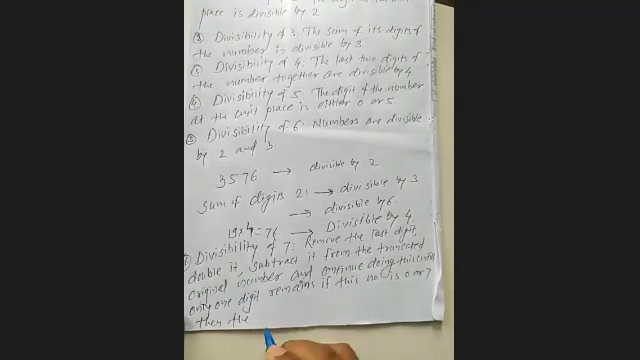 place is divisible by 2
③ Divisibility of 3: The sum of its digits of
the number is divisible by 3
③ Divisibility of 4: The last two digits of
the number together are divisible by 4
④ Divisibility of 5: The digit of the number
at the unit place is either 0 or 5
⑤ Divisibility of 6: Numbers are divisible
by 2 and 3.
3576 → divisible by 2
Sum of digits 21 → divisible by 3
→ divisible by 6.
19×4=76 → Divisible by 4.
Divisibility of 7: Remove the last digit,
double it, subtract it from the truncated
original number and continue doing this until
only one digit remains if this no is 0 or 7
then the